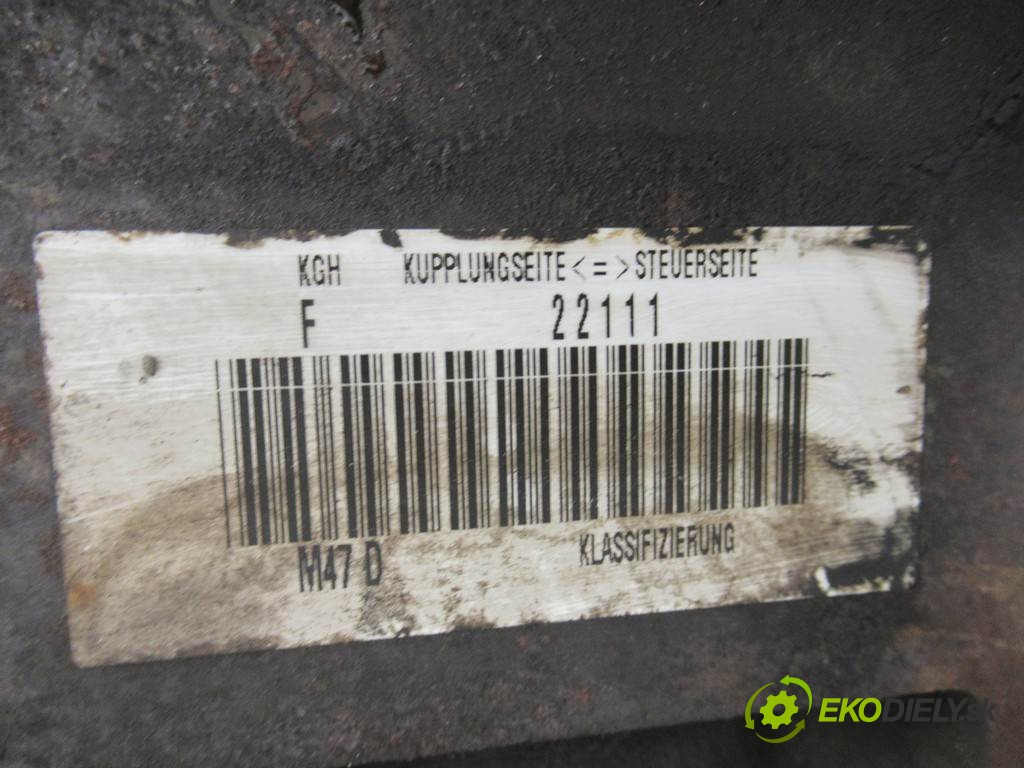 KGH KUPPLUNGSEITE<=>STEUERSEITE
F 22111
M47 D KLASSIFIZIERUNG
EKODIELY.sk